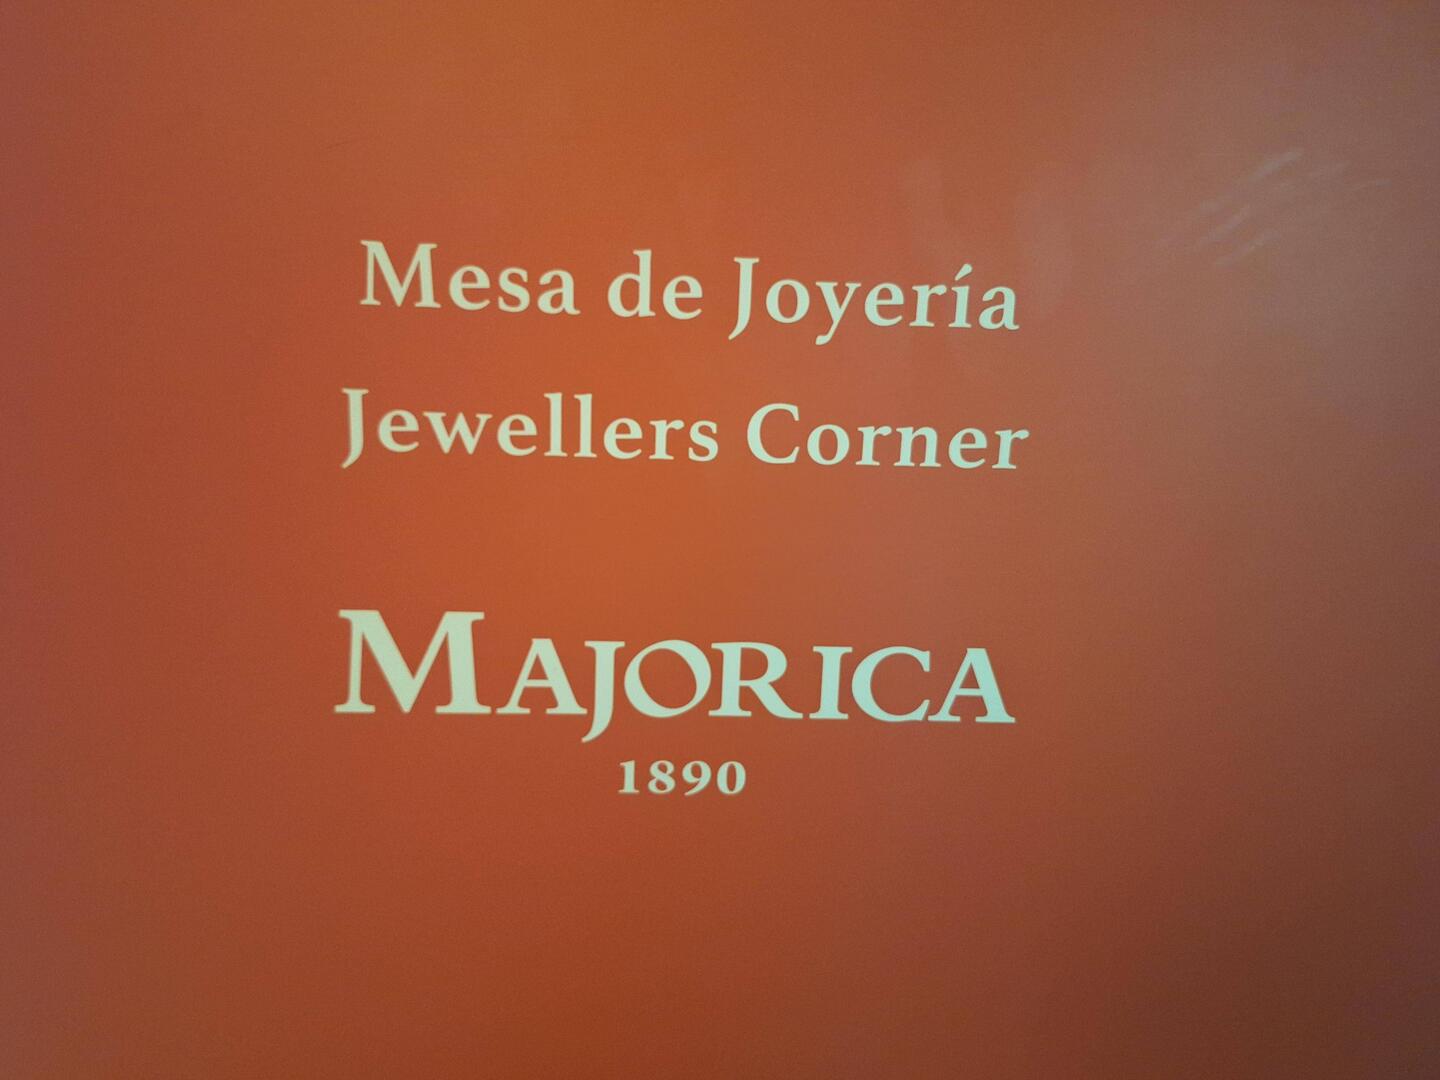 Mesa de Joyería
Jewellers Corner
MAJORICA
1890